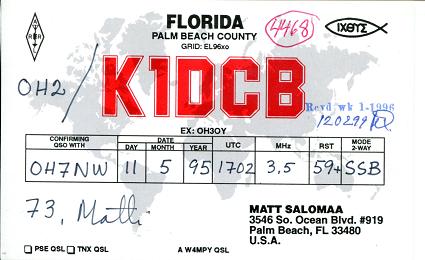 FLORIDA
PALM BEACH COUNTY
GRID: EL96xo
4468
ΙΧΘΥΣ
OH2/
K1DCB
Rcvd wk 1-1996
120299
EX: OH3OY
CONFIRMING QSO WITH
DATE
DAY MONTH YEAR
UTC
MHz
RST
MODE 2-WAY
OH7NW 11 5 95 1702 3,5 59+ SSB
73, Matti
MATT SALOMAA
3546 So. Ocean Blvd. #919
Palm Beach, FL 33480
U.S.A.
PSE QSL TNX QSL
A W4MPY QSL